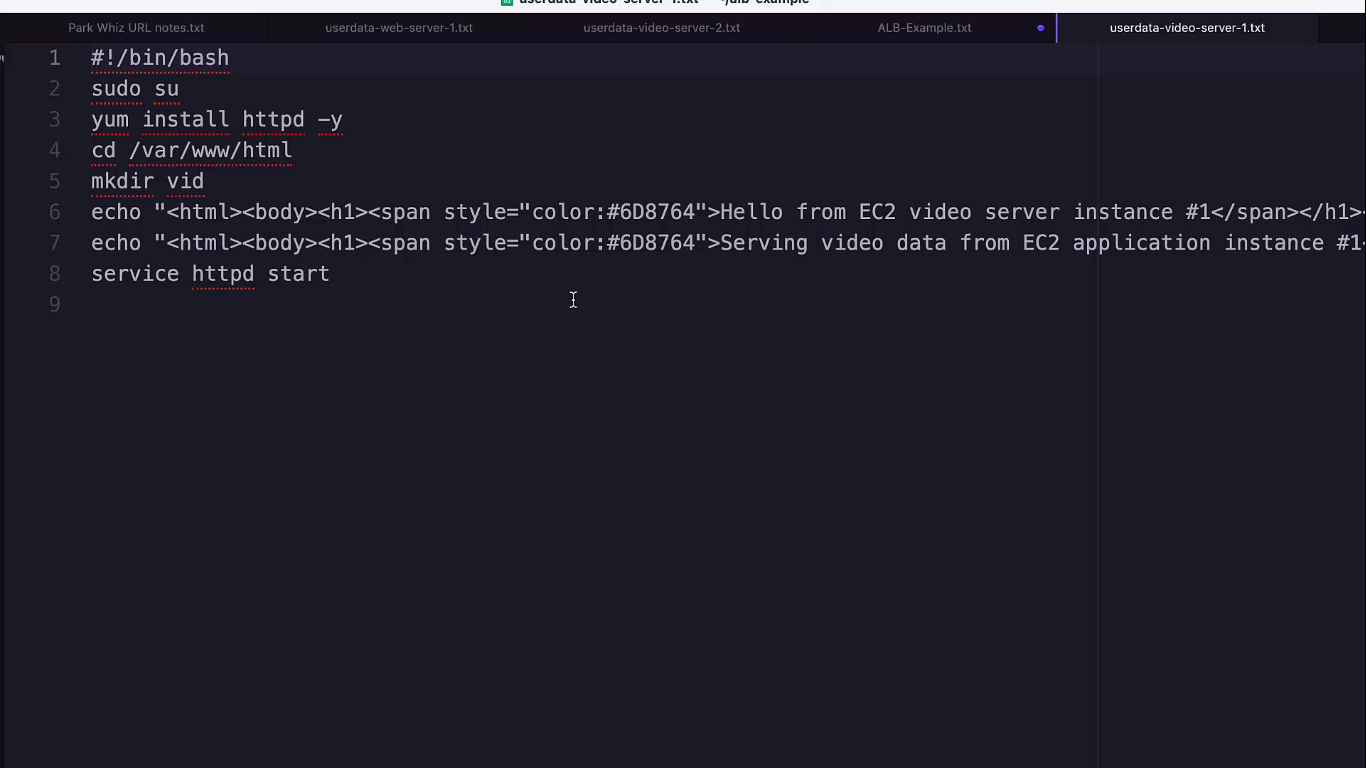 userdata-video-server-1.txt — ~/alb-example
Park Whiz URL notes.txt userdata-web-server-1.txt userdata-video-server-2.txt ALB-Example.txt userdata-video-server-1.txt
1 #!/bin/bash
2 sudo su
3 yum install httpd -y
4 cd /var/www/html
5 mkdir vid
6 echo "<html><body><h1><span style="color:#6D8764">Hello from EC2 video server instance #1</span></h1>
7 echo "<html><body><h1><span style="color:#6D8764">Serving video data from EC2 application instance #1
8 service httpd start
9